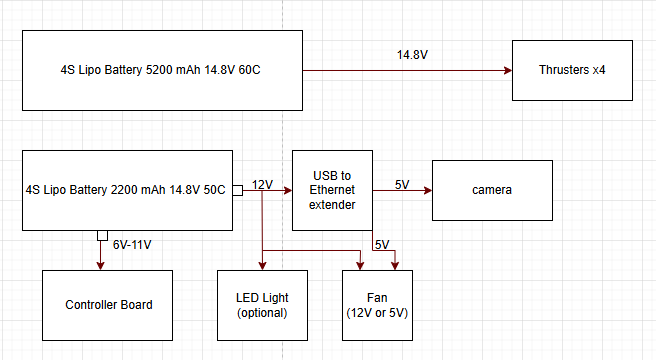 4S Lipo Battery 5200 mAh 14.8V 60C
14.8V
Thrusters x4
4S Lipo Battery 2200 mAh 14.8V 50C
12V
USB to
Ethernet
extender
5V
camera
6V-11V
5V
Controller Board
LED Light
(optional)
Fan
(12V or 5V)